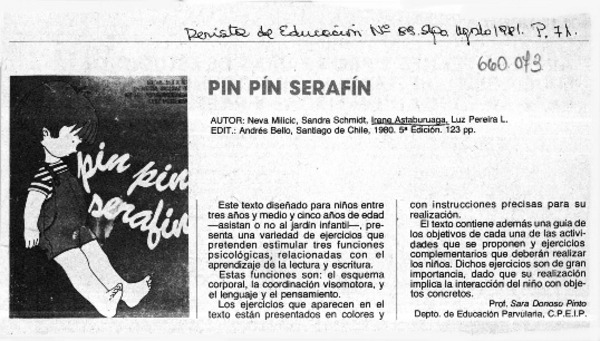 Revista de Educación Nº 88. Stgo. Agosto 1981. P. 71.
660.073
PIN PÍN SERAFÍN
AUTOR: Neva Milicic, Sandra Schmidt, Irene Astaburuaga, Luz Pereira L.
EDIT.: Andrés Bello, Santiago de Chile, 1980. 5ª Edición. 123 pp.
pin pin
serafin
Este texto diseñado para niños entre
tres años y medio y cinco años de edad
—asistan o no al jardín infantil—, pre-
senta una variedad de ejercicios que
pretenden estimular tres funciones
psicológicas, relacionadas con el
aprendizaje de la lectura y escritura.
Estas funciones son: el esquema
corporal, la coordinación visomotora, y
el lenguaje y el pensamiento.
Los ejercicios que aparecen en el
texto están presentados en colores y
con instrucciones precisas para su
realización.
El texto contiene además una guía de
los objetivos de cada una de las activi-
dades que se proponen y ejercicios
complementarios que deberán realizar
los niños. Dichos ejercicios son de gran
importancia, dado que su realización
implica la interacción del niño con obje-
tos concretos.
Prof. Sara Donoso Pinto
Depto. de Educación Parvularia, C.P.E.I.P.